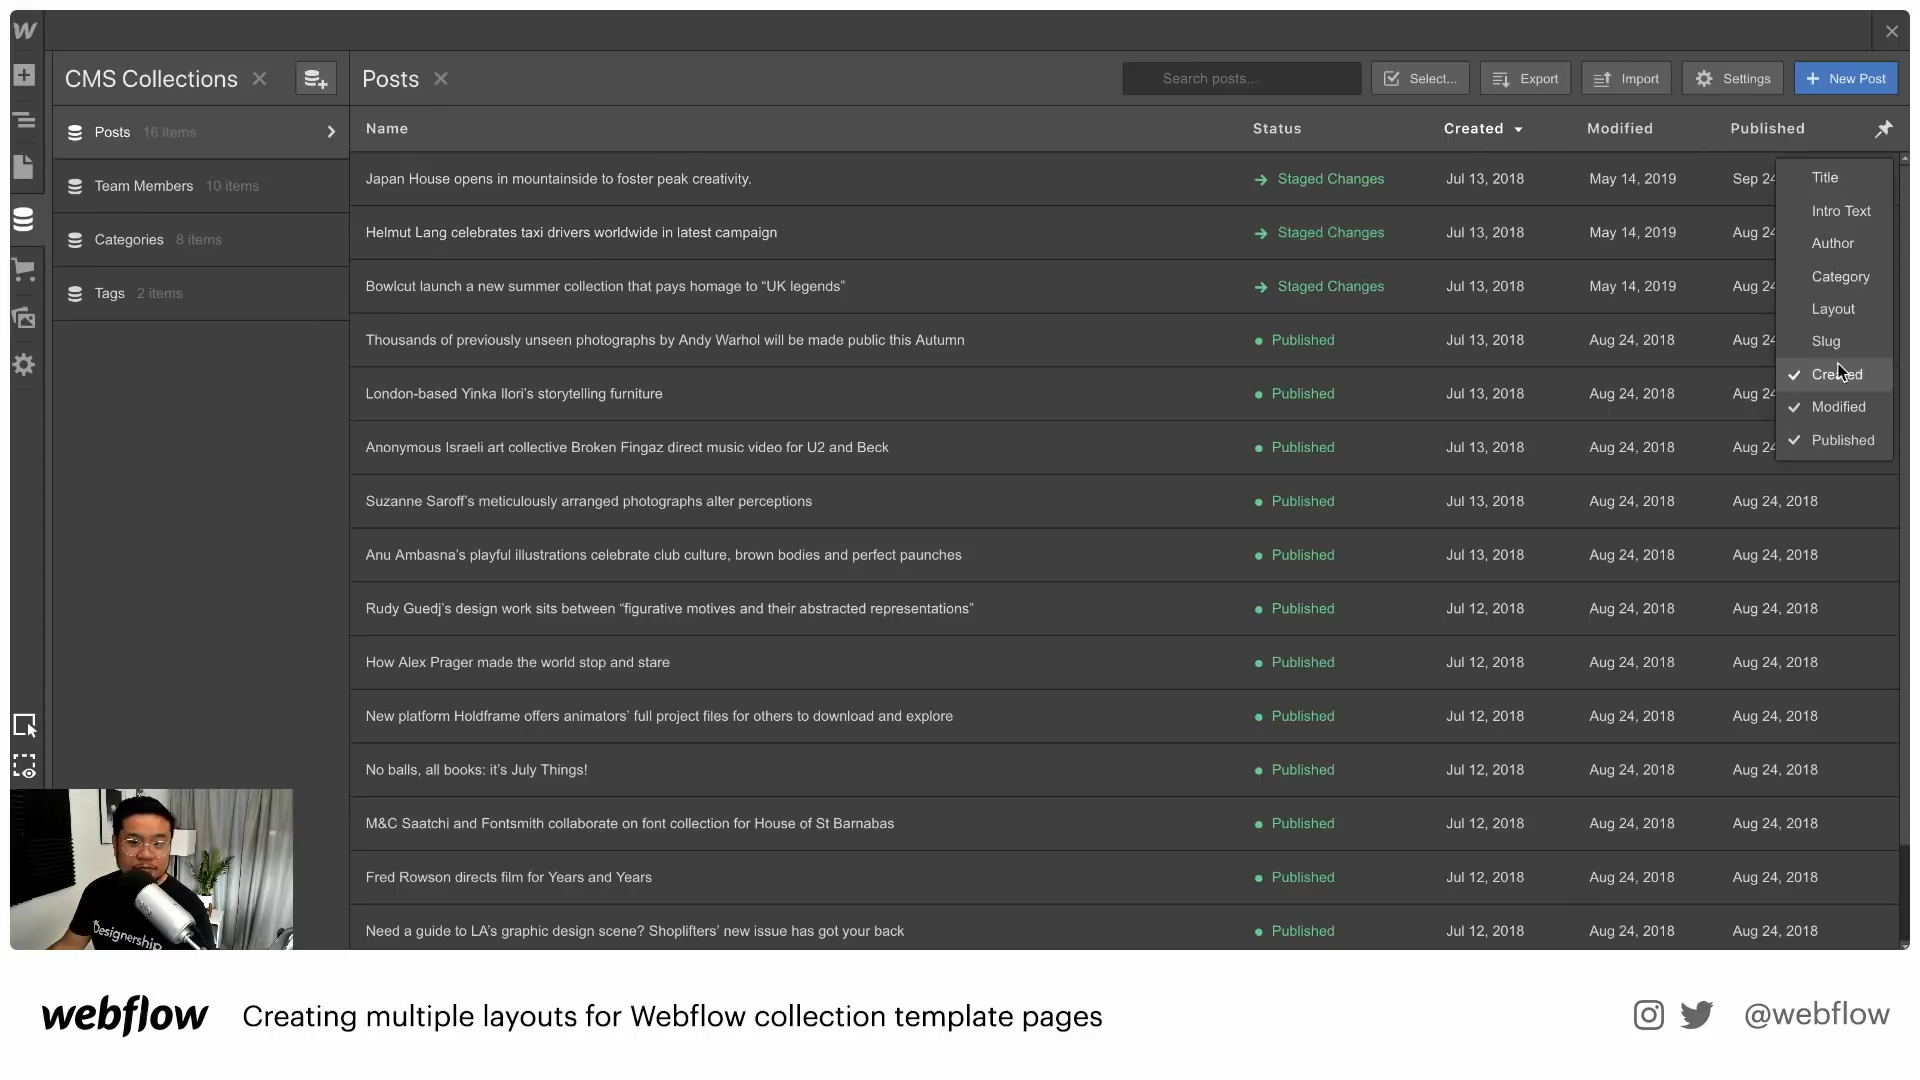 CMS Collections
Posts
Search posts...
Select...
Export
Import
Settings
New Post
Posts 16 items
Team Members 10 items
Categories 8 items
Tags 2 items
Name Status Created Modified Published
Japan House opens in mountainside to foster peak creativity. Staged Changes Jul 13, 2018 May 14, 2019 Sep 24
Helmut Lang celebrates taxi drivers worldwide in latest campaign Staged Changes Jul 13, 2018 May 14, 2019 Aug 24
Bowlcut launch a new summer collection that pays homage to “UK legends” Staged Changes Jul 13, 2018 May 14, 2019 Aug 24
Thousands of previously unseen photographs by Andy Warhol will be made public this Autumn Published Jul 13, 2018 Aug 24, 2018 Aug 24
London-based Yinka Ilori’s storytelling furniture Published Jul 13, 2018 Aug 24, 2018 Aug 24
Anonymous Israeli art collective Broken Fingaz direct music video for U2 and Beck Published Jul 13, 2018 Aug 24, 2018 Aug 24
Suzanne Saroff’s meticulously arranged photographs alter perceptions Published Jul 13, 2018 Aug 24, 2018 Aug 24, 2018
Anu Ambasna’s playful illustrations celebrate club culture, brown bodies and perfect paunches Published Jul 13, 2018 Aug 24, 2018 Aug 24, 2018
Rudy Guedj’s design work sits between “figurative motives and their abstracted representations” Published Jul 12, 2018 Aug 24, 2018 Aug 24, 2018
How Alex Prager made the world stop and stare Published Jul 12, 2018 Aug 24, 2018 Aug 24, 2018
New platform Holdframe offers animators’ full project files for others to download and explore Published Jul 12, 2018 Aug 24, 2018 Aug 24, 2018
No balls, all books: it’s July Things! Published Jul 12, 2018 Aug 24, 2018 Aug 24, 2018
M&C Saatchi and Fontsmith collaborate on font collection for House of St Barnabas Published Jul 12, 2018 Aug 24, 2018 Aug 24, 2018
Fred Rowson directs film for Years and Years Published Jul 12, 2018 Aug 24, 2018 Aug 24, 2018
Need a guide to LA’s graphic design scene? Shoplifters’ new issue has got your back Published Jul 12, 2018 Aug 24, 2018 Aug 24, 2018
Title
Intro Text
Author
Category
Layout
Slug
Created
Modified
Published
Designership
webflow
Creating multiple layouts for Webflow collection template pages
@webflow